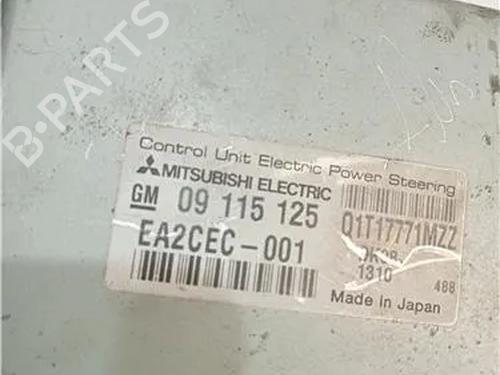 B-PARTS
Control Unit Electric Power Steering
MITSUBISHI ELECTRIC
GM 09 115 125
Q1T17771MZZ
EA2CEC-001
1310 488
Made in Japan
B-PARTS